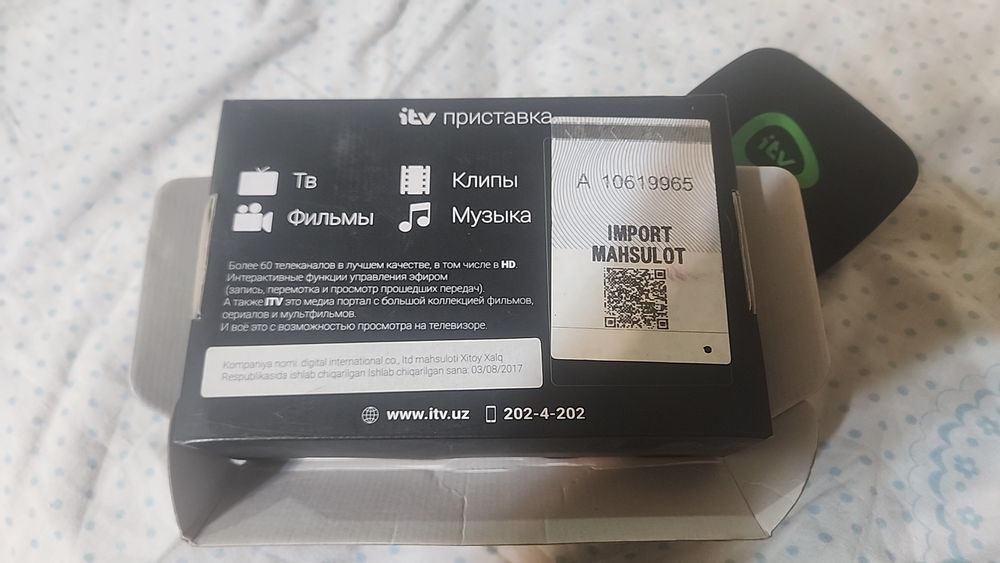 itv приставка
Тв
Клипы
Фильмы
Музыка
Более 60 телеканалов в лучшем качестве, в том числе в HD.
Интерактивные функции управления эфиром
(запись, перемотка и просмотр прошедших передач).
А также ITV это медиа портал с большой коллекцией фильмов,
сериалов и мультфильмов.
И всё это с возможностью просмотра на телевизоре.
Kompaniya nomi: digital international co., ltd mahsuloti Xitoy Xalq
Respublikasida ishlab chiqarilgan Ishlab chiqarilgan sana: 03/08/2017
www.itv.uz 202-4-202
A 10619965
IMPORT
MAHSULOT
itv